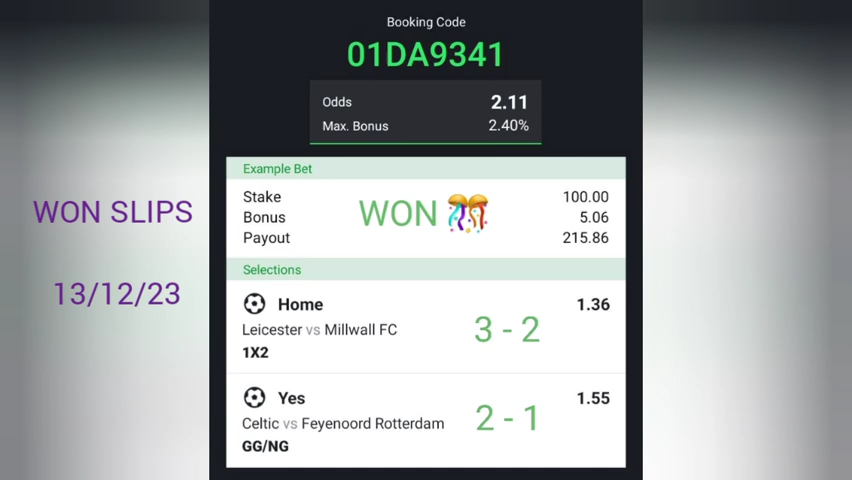 Booking Code
01DA9341
Odds 2.11
Max. Bonus 2.40%
Example Bet
Stake 100.00
Bonus 5.06
Payout 215.86
WON
WON SLIPS
13/12/23
Selections
Home 1.36
Leicester vs Millwall FC
1X2
3 - 2
Yes 1.55
Celtic vs Feyenoord Rotterdam
GG/NG
2 - 1